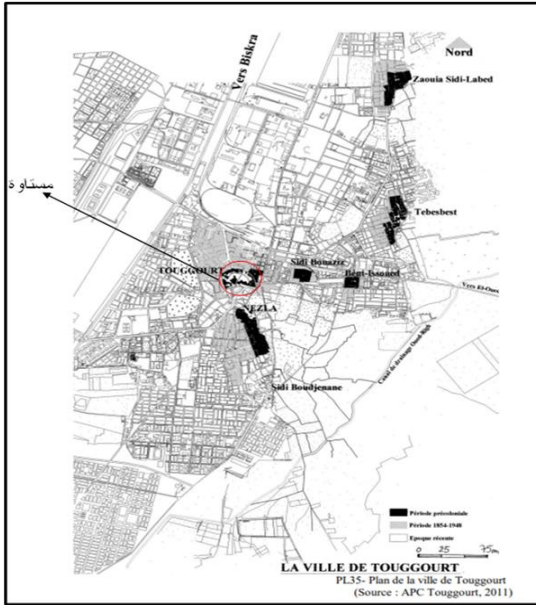 Nord
Vers Biskra
Zaouia Sidi-Labed
مستاوة
Tebesbest
Sidi Bouaziz
TOUGGOURT
Beni-Issoued
Vers El-Oued
NEZLA
Canal de drainage Oued Righ
Sidi Boudjenane
Période précoloniale
Période 1854-1948
Epoque récente
0 25 75m
LA VILLE DE TOUGGOURT
PL35- Plan de la ville de Touggourt
(Source : APC Touggourt, 2011)